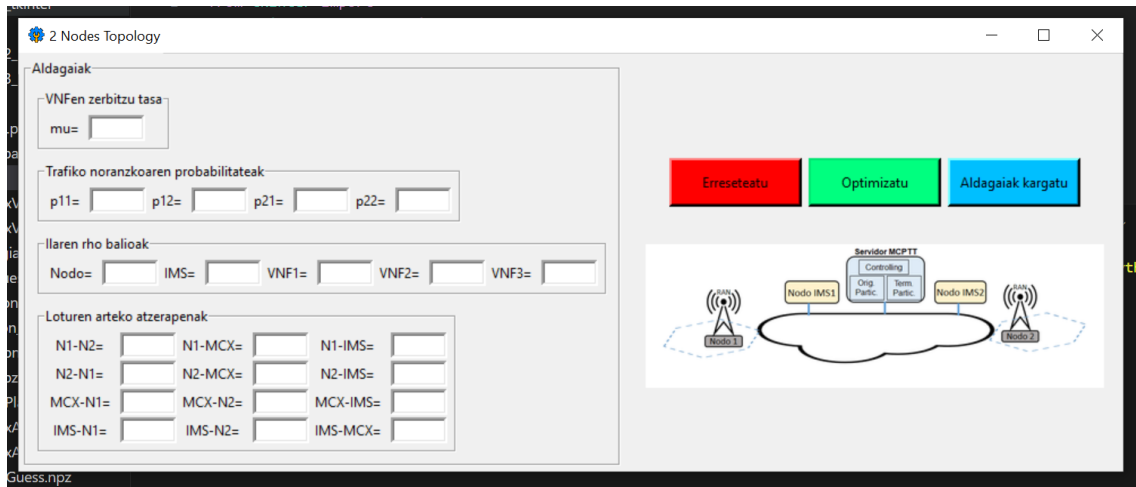 2 Nodes Topology
Aldagaiak
VNFen zerbitzu tasa
mu=
Trafiko noranzkoaren probabilitateak
p11= p12= p21= p22=
Ilaren rho balioak
Nodo= IMS= VNF1= VNF2= VNF3=
Loturen arteko atzerapenak
N1-N2= N1-MCX= N1-IMS=
N2-N1= N2-MCX= N2-IMS=
MCX-N1= MCX-N2= MCX-IMS=
IMS-N1= IMS-N2= IMS-MCX=
Erreseteatu Optimizatu Aldagaiak kargatu
Servidor MCPTT
Controlling
Orig. Partic.
Term. Partic.
Nodo IMS1
Nodo IMS2
RAN
Nodo 1
RAN
Nodo 2
Guess.npz